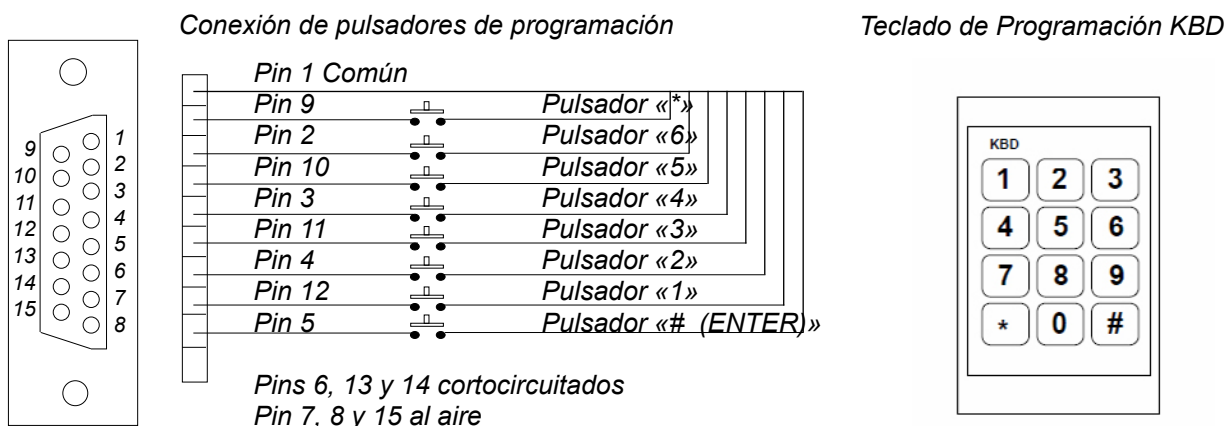 Conexión de pulsadores de programación
Teclado de Programación KBD
1
2
3
4
5
6
7
8
9
10
11
12
13
14
15
Pin 1 Común
Pin 9 Pulsador «*»
Pin 2 Pulsador «6»
Pin 10 Pulsador «5»
Pin 3 Pulsador «4»
Pin 11 Pulsador «3»
Pin 4 Pulsador «2»
Pin 12 Pulsador «1»
Pin 5 Pulsador «# (ENTER)»
Pins 6, 13 y 14 cortocircuitados
Pin 7, 8 y 15 al aire
KBD
1 2 3
4 5 6
7 8 9
* 0 #